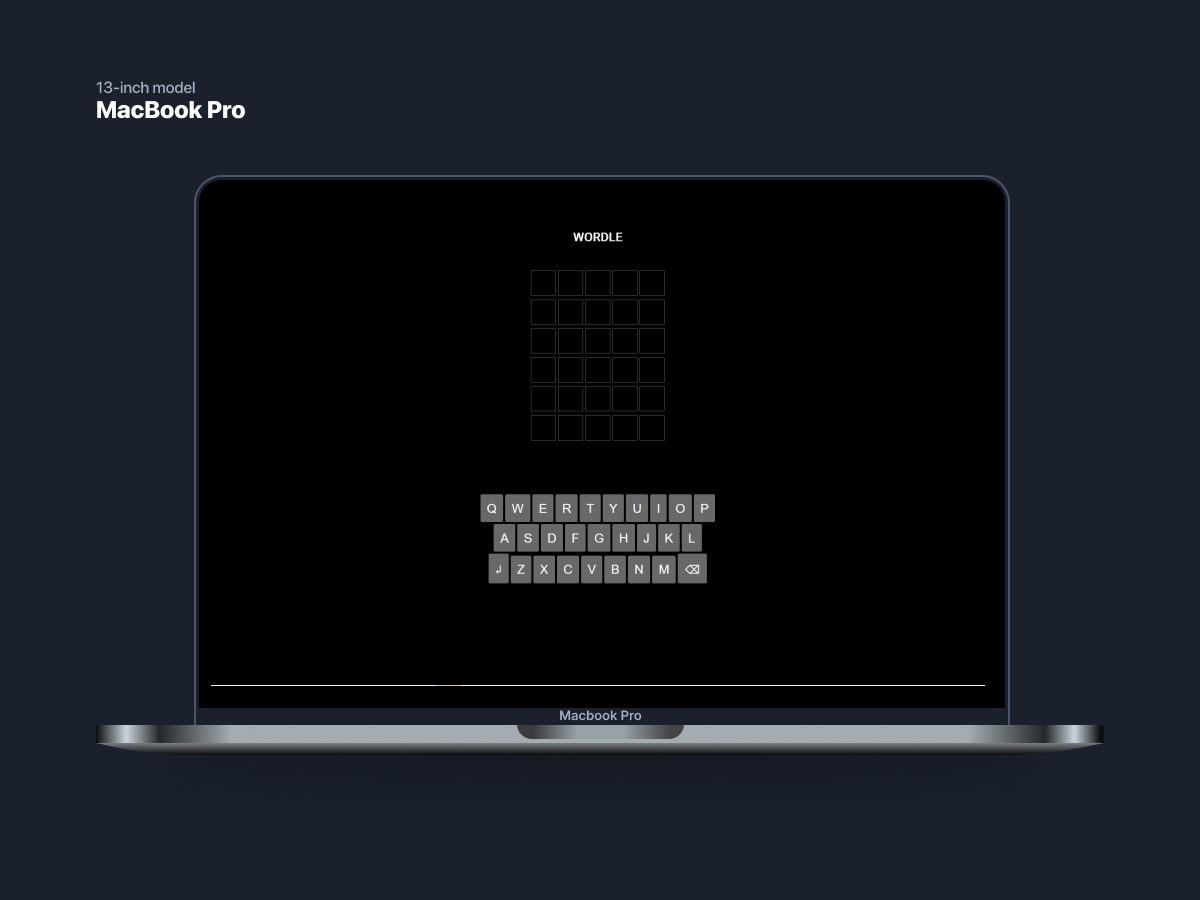 13-inch model
MacBook Pro
WORDLE
Q W E R T Y U I O P
A S D F G H J K L
↲ Z X C V B N M ⌫
Macbook Pro